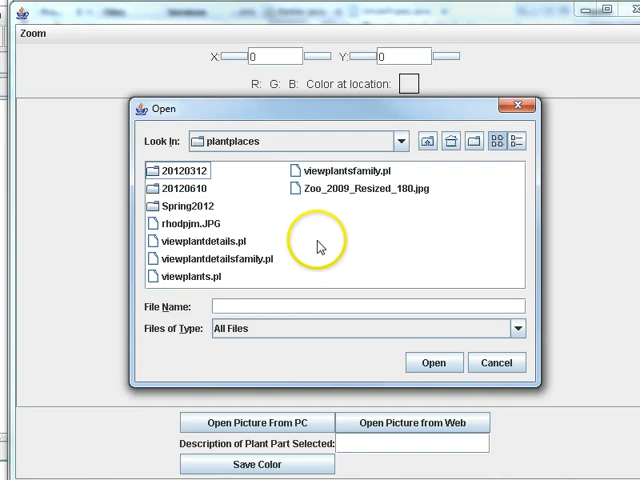 Zoom
X: 0 Y: 0
R: G: B: Color at location:
Open
Look In: plantplaces
20120312 viewplantsfamily.pl
20120610 Zoo_2009_Resized_180.jpg
Spring2012
rhodpjm.JPG
viewplantdetails.pl
viewplantdetailsfamily.pl
viewplants.pl
File Name:
Files of Type: All Files
Open Cancel
Open Picture From PC Open Picture from Web
Description of Plant Part Selected:
Save Color